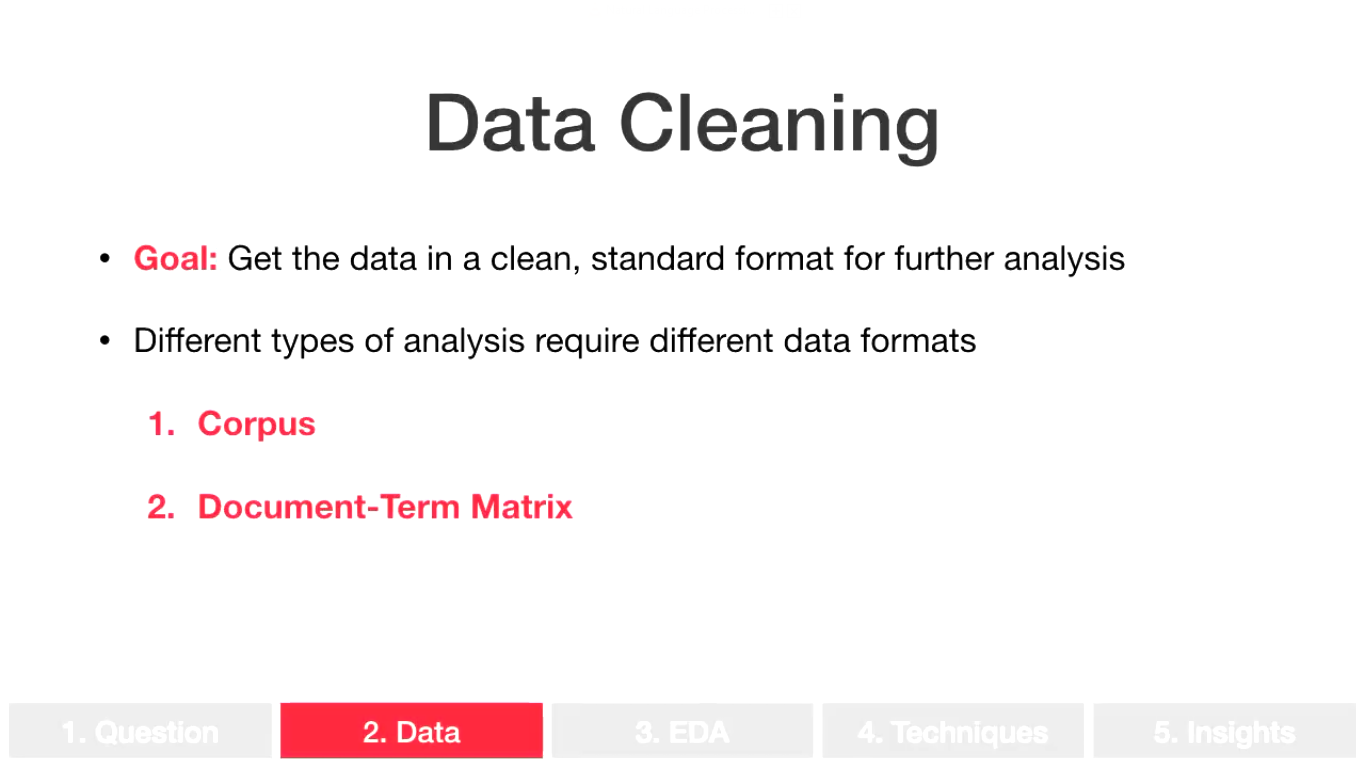 Data Cleaning
• Goal: Get the data in a clean, standard format for further analysis
• Different types of analysis require different data formats
1. Corpus
2. Document-Term Matrix
1. Question 2. Data 3. EDA 4. Techniques 5. Insights